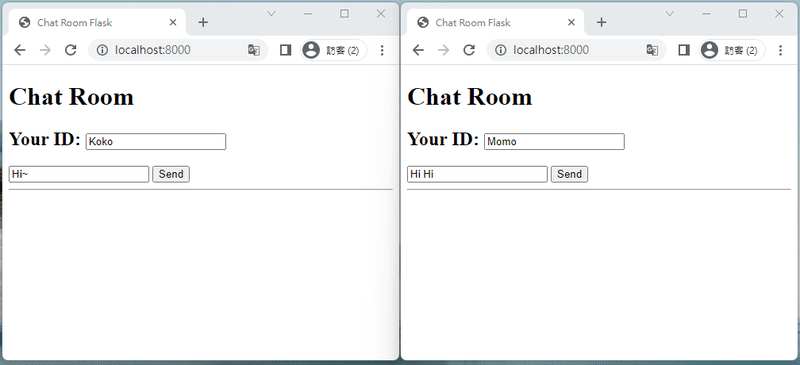 Chat Room Flask
localhost:8000
訪客 (2)
Chat Room
Your ID: Koko
Hi~ Send
Chat Room Flask
localhost:8000
訪客 (2)
Chat Room
Your ID: Momo
Hi Hi Send